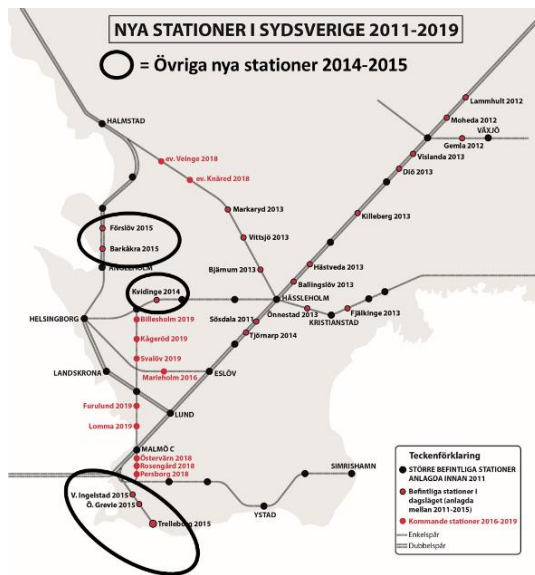 NYA STATIONER I SYDSVERIGE 2011-2019
= Övriga nya stationer 2014-2015
Lammhult 2012
Moheda 2012
VÄXJÖ
Gemla 2012
HALMSTAD
Vislanda 2013
Diö 2013
ev. Veinge 2018
ev. Knäred 2018
Markaryd 2013
Killeberg 2013
Förslöv 2015
Vittsjö 2013
Barkåkra 2015
Hästveda 2013
ÄNGELHOLM
Bjärnum 2013
Ballingslöv 2013
Kvidinge 2014
HÄSSLEHOLM
Önnestad 2013
Fjälkinge 2013
HELSINGBORG
Billesholm 2019
Sösdala 2011
KRISTIANSTAD
Tjörnarp 2014
Kågeröd 2019
Svalöv 2019
LANDSKRONA
Marieholm 2016
ESLÖV
Furulund 2019
LUND
Lomma 2019
MALMÖ C
Östervärn 2018
Rosengård 2018
Persborg 2018
SIMRISHAMN
V. Ingelstad 2015
Ö. Grevie 2015
YSTAD
Trelleborg 2015
Teckenförklaring
STÖRRE BEFINTLIGA STATIONER
ANLAGDA INNAN 2011
Befintliga stationer i
dagsläget (anlagda
mellan 2011-2015)
Kommande stationer 2016-2019
Enkelspår
Dubbelspår